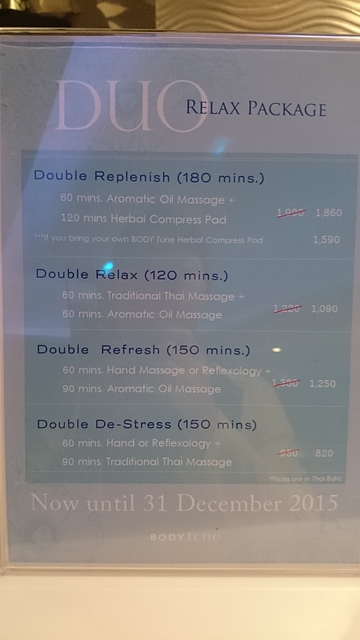 DUO RELAX PACKAGE
Double Replenish (180 mins.)
60 mins. Aromatic Oil Massage +
120 mins Herbal Compress Pad 1,990 1,860
***If you bring your own BODY Tune Herbal Compress Pad 1,590
Double Relax (120 mins.)
60 mins. Traditional Thai Massage +
60 mins. Aromatic Oil Massage 1,090
Double Refresh (150 mins.)
60 mins. Hand Massage or Reflexology +
90 mins. Aromatic Oil Massage 1,250
Double De-Stress (150 mins)
60 mins. Hand or Reflexology +
90 mins. Traditional Thai Massage 950 820
*Prices are in Thai Baht.
Now until 31 December 2015
BODY tune